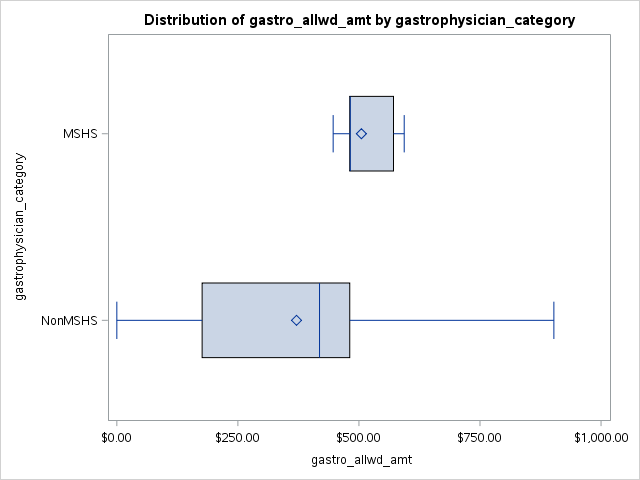 Distribution of gastro_allwd_amt by gastrophysician_category
gastrophysician_category
MSHS
NonMSHS
$0.00
$250.00
$500.00
$750.00
$1,000.00
gastro_allwd_amt